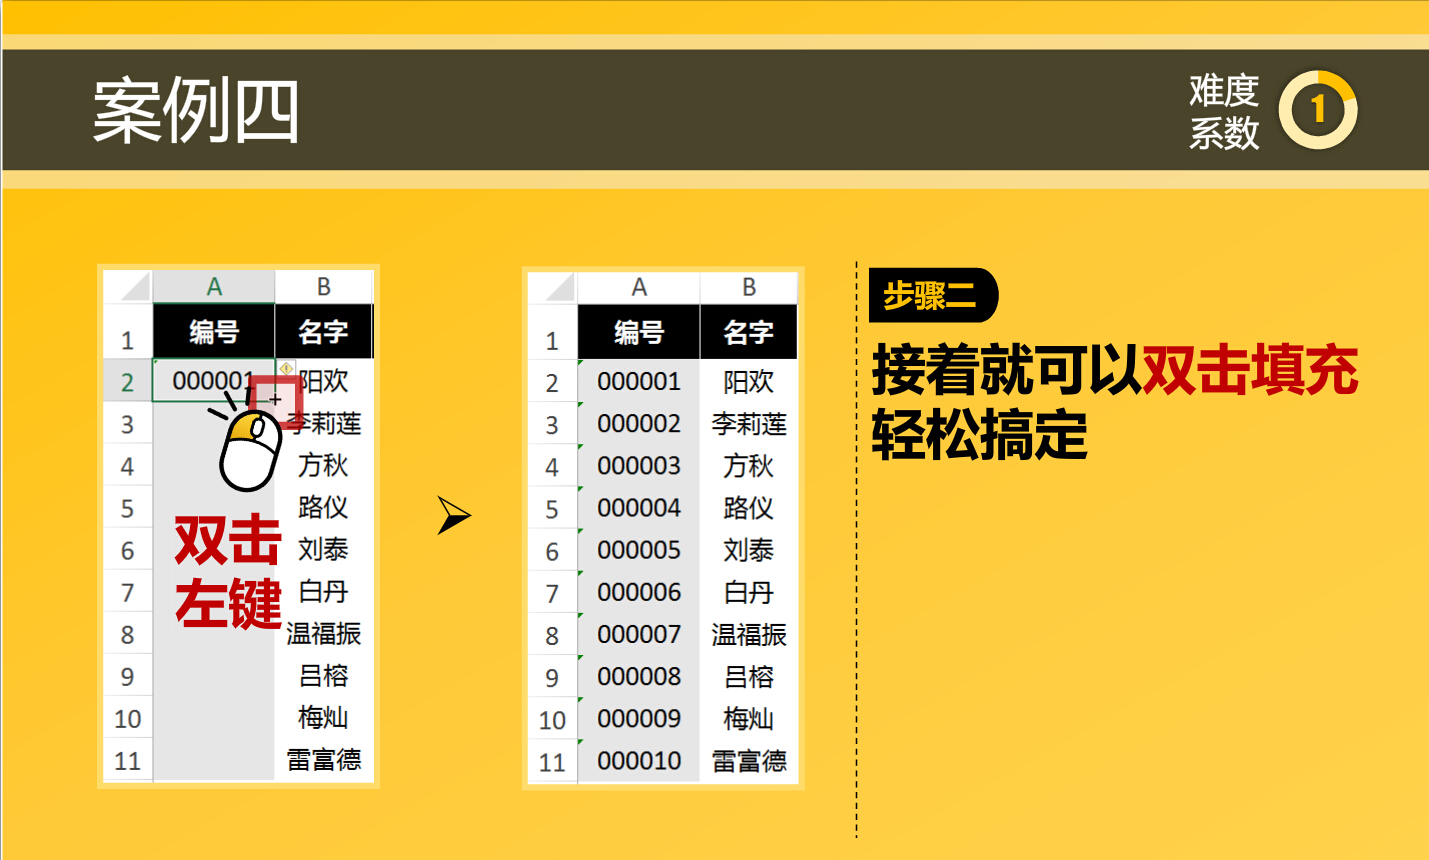 案例四
难度
系数
1
A B
1 编号 名字
2 000001 阳欢
3 李莉莲
4 方秋
5 路仪
6 刘泰
7 白丹
8 温福振
9 吕榕
10 梅灿
11 雷富德
双击
左键
A B
1 编号 名字
2 000001 阳欢
3 000002 李莉莲
4 000003 方秋
5 000004 路仪
6 000005 刘泰
7 000006 白丹
8 000007 温福振
9 000008 吕榕
10 000009 梅灿
11 000010 雷富德
步骤二
接着就可以双击填充
轻松搞定